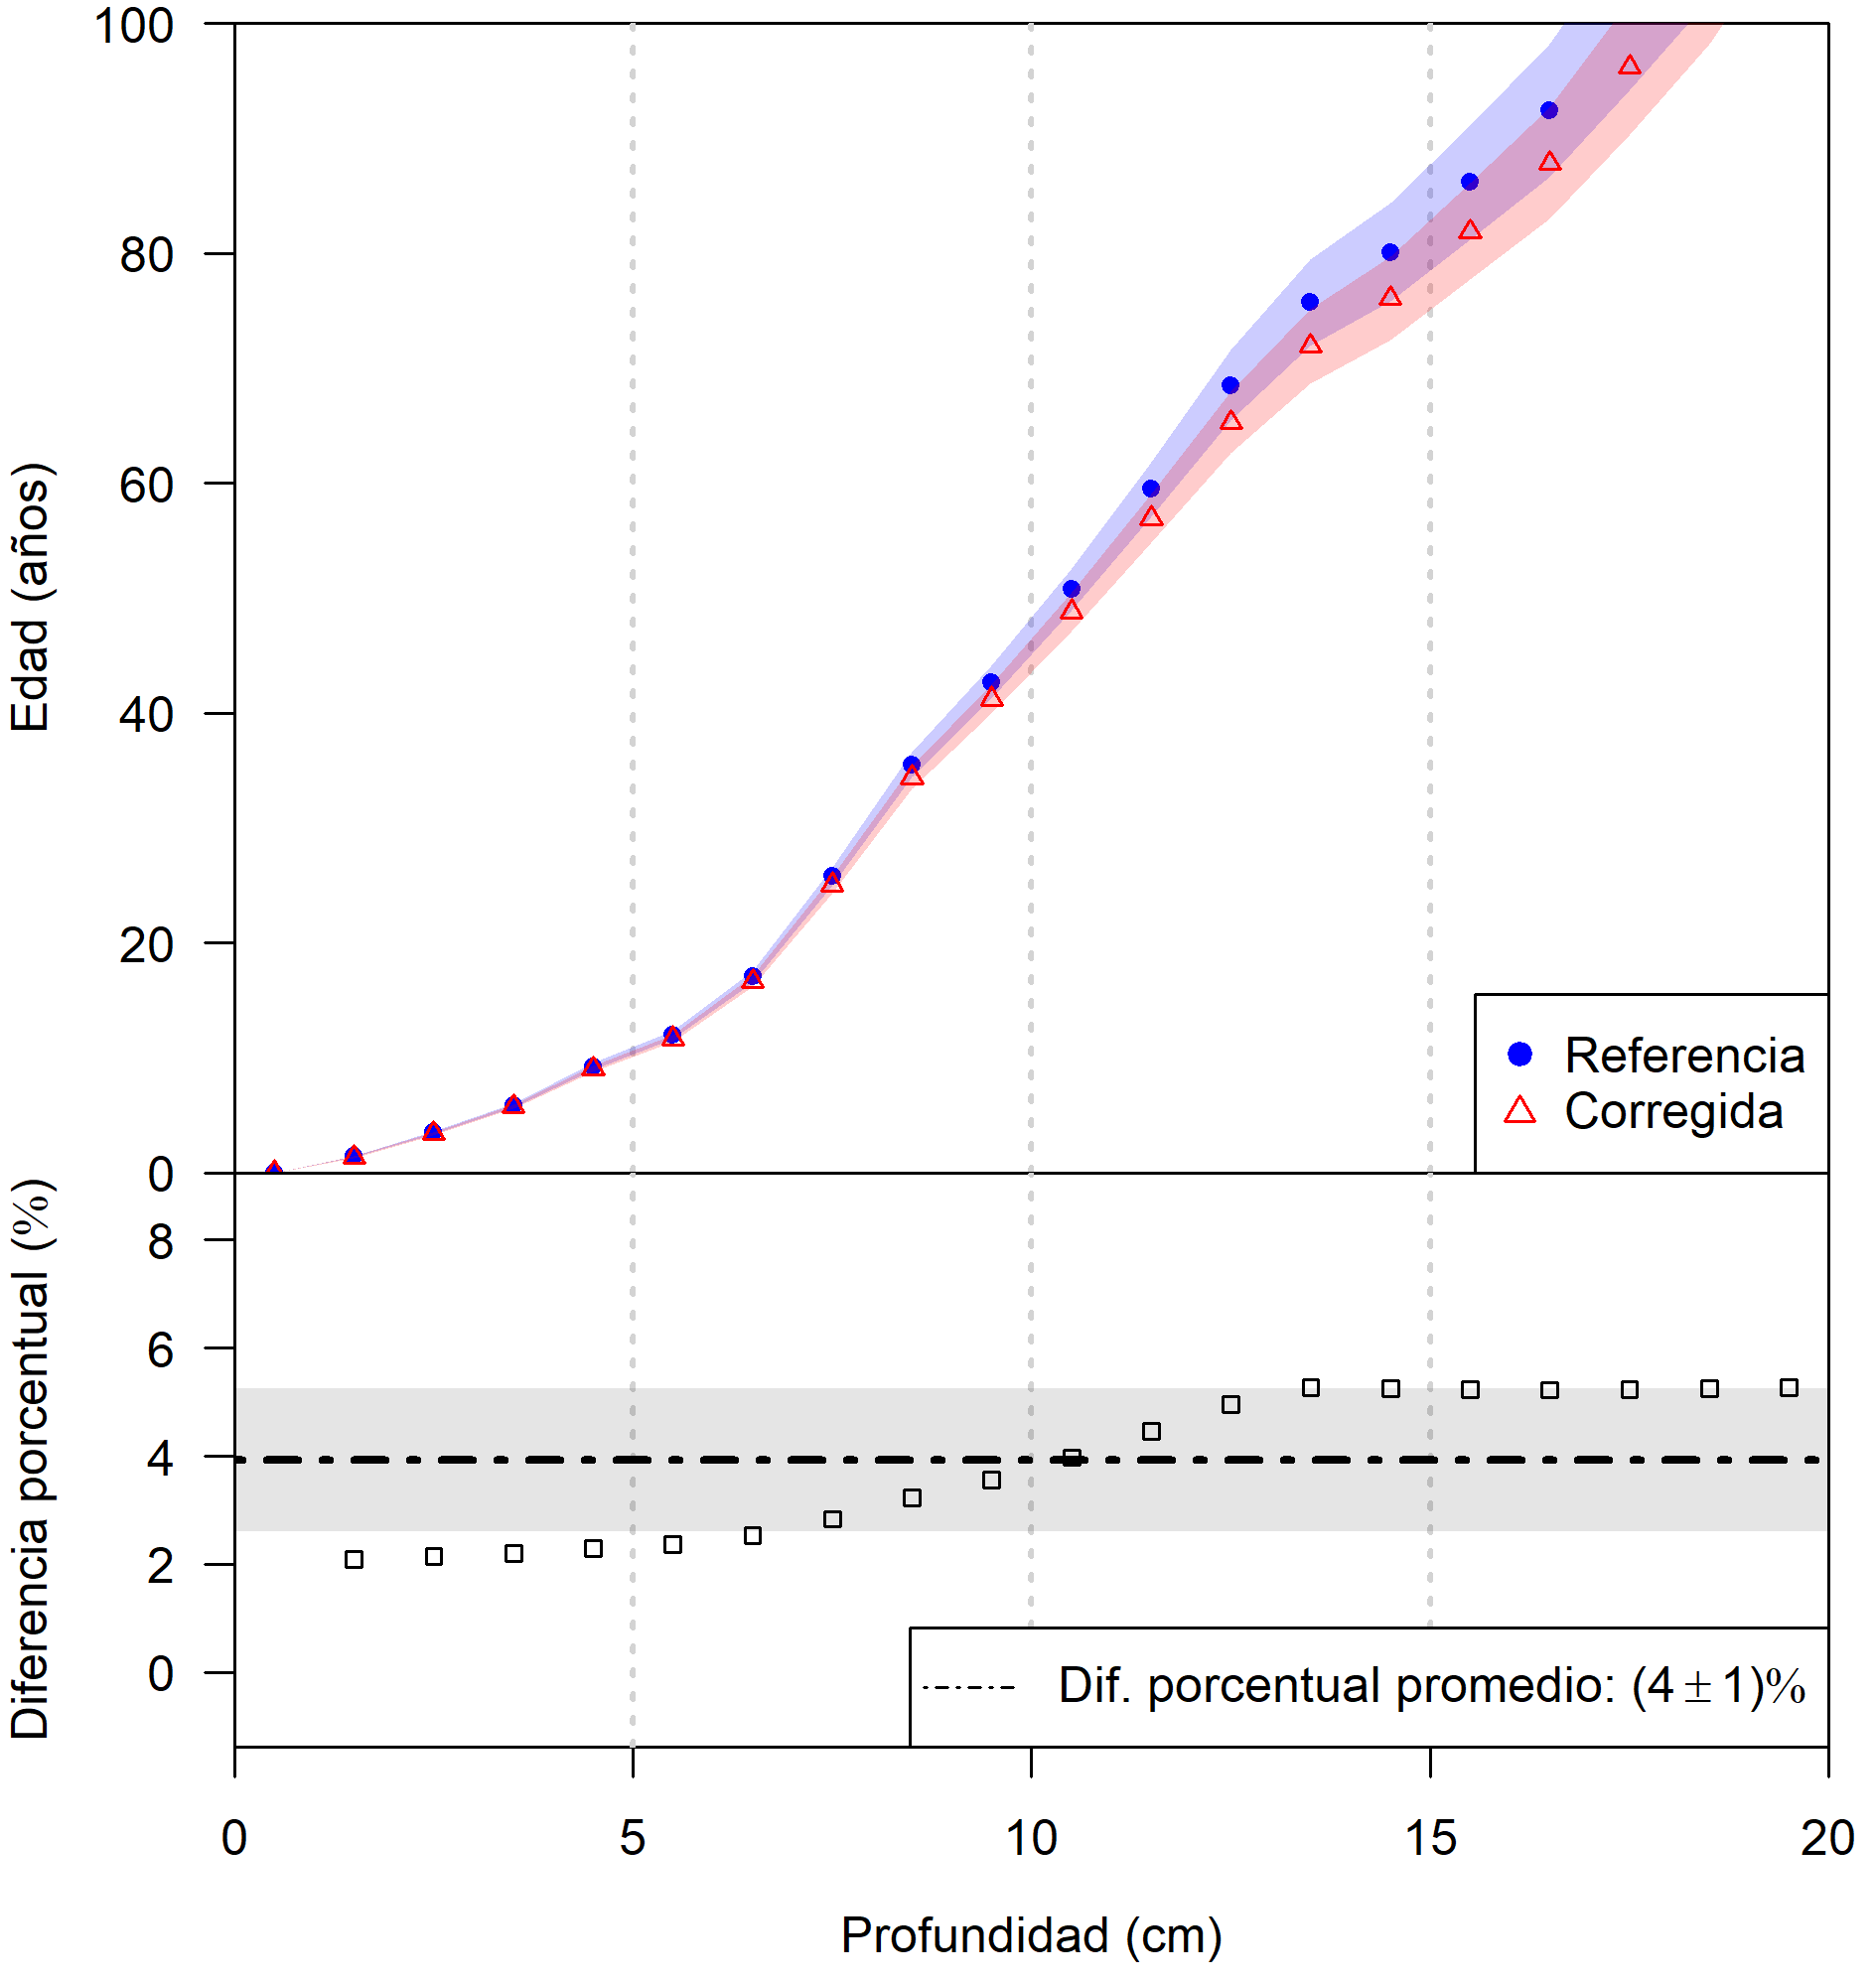 100
80
60
40
20
0
Edad (años)
Referencia
Corregida
8
6
4
2
0
Diferencia porcentual (%)
Dif. porcentual promedio: (4 ± 1)%
0 5 10 15 20
Profundidad (cm)